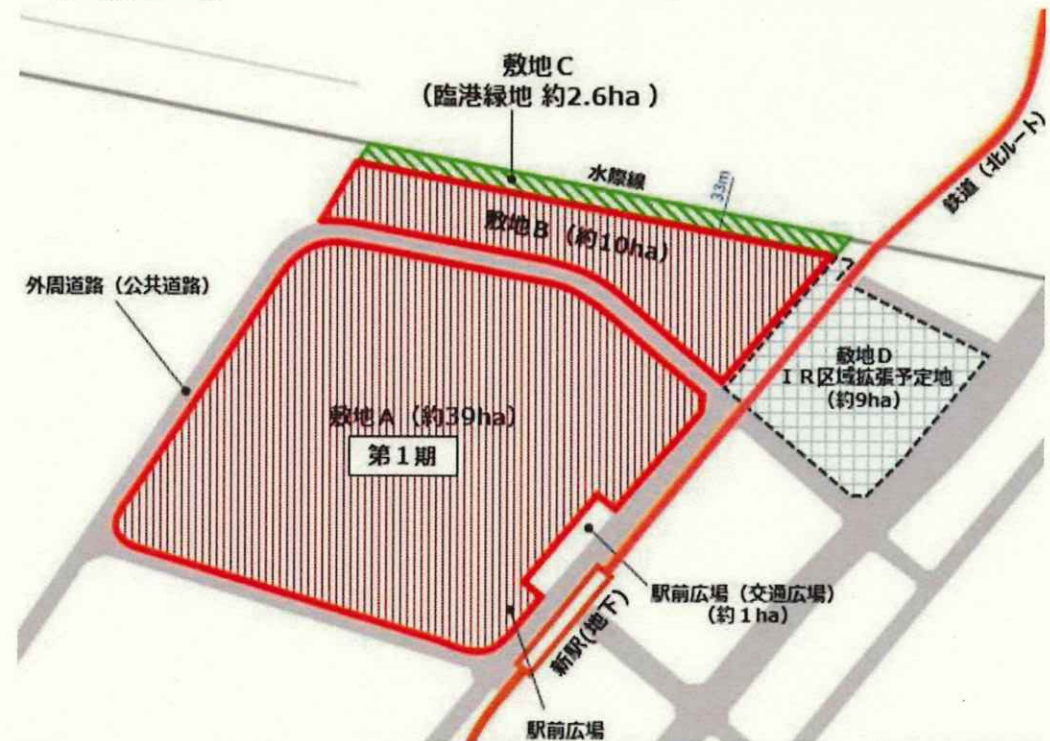 敷地C
（臨港緑地 約2.6ha ）
水際線
33m
鉄道（北ルート）
敷地B（約10ha）
外周道路（公共道路）
敷地D
IR区域拡張予定地
（約9ha）
敷地A（約39ha）
第1期
駅前広場（交通広場）
（約1ha）
新駅(地下)
駅前広場